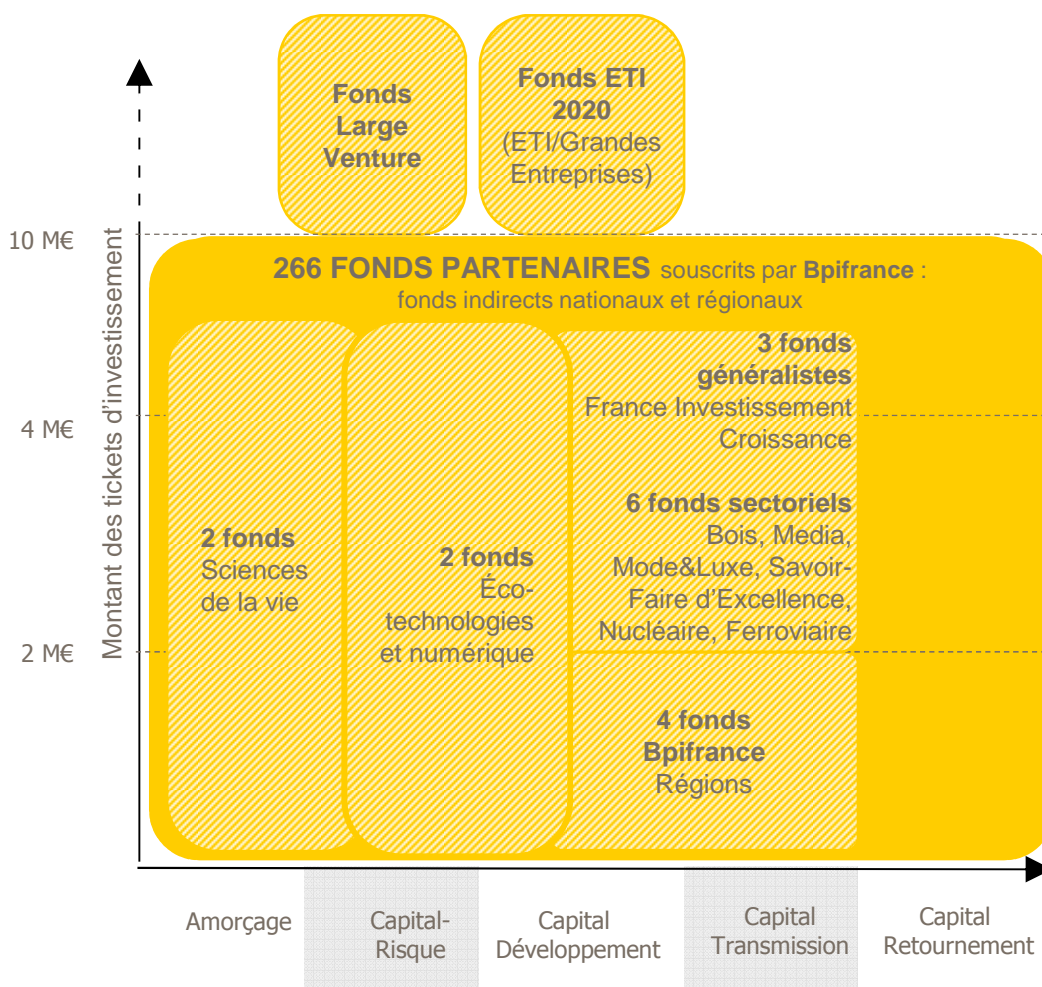 Fonds
Large
Venture
Fonds ETI
2020
(ETI/Grandes
Entreprises)
Montant des tickets d'investissement
10 M€
4 M€
2 M€
266 FONDS PARTENAIRES souscrits par Bpifrance :
fonds indirects nationaux et régionaux
2 fonds
Sciences
de la vie
2 fonds
Éco-
technologies
et numérique
3 fonds
généralistes
France Investissement
Croissance
6 fonds sectoriels
Bois, Media,
Mode&Luxe, Savoir-
Faire d'Excellence,
Nucléaire, Ferroviaire
4 fonds
Bpifrance
Régions
Amorçage
Capital-
Risque
Capital
Développement
Capital
Transmission
Capital
Retournement